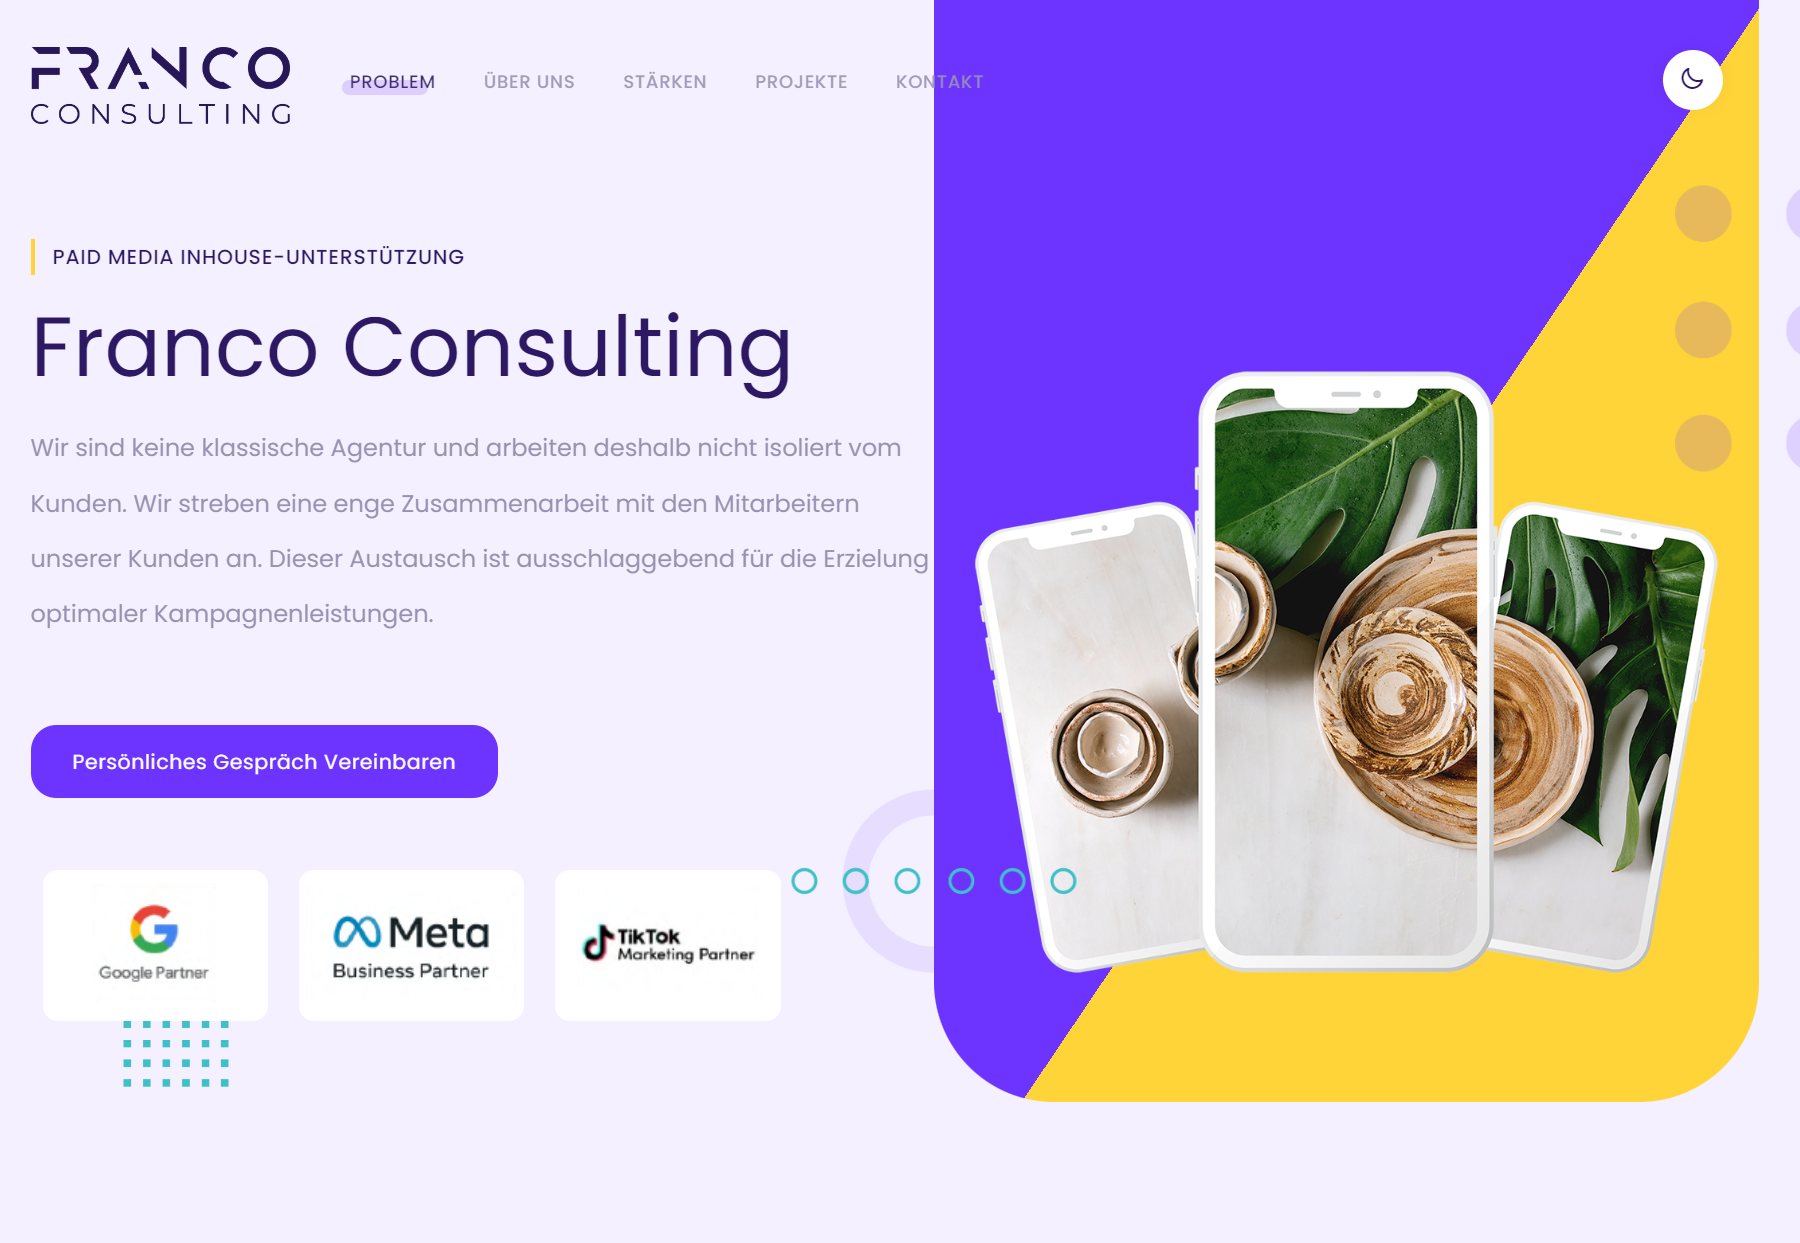 FRANCO
CONSULTING
PROBLEM ÜBER UNS STÄRKEN PROJEKTE KONTAKT
PAID MEDIA INHOUSE-UNTERSTÜTZUNG
Franco Consulting
Wir sind keine klassische Agentur und arbeiten deshalb nicht isoliert vom
Kunden. Wir streben eine enge Zusammenarbeit mit den Mitarbeitern
unserer Kunden an. Dieser Austausch ist ausschlaggebend für die Erzielung
optimaler Kampagnenleistungen.
Persönliches Gespräch Vereinbaren
Google Partner
Meta
Business Partner
TikTok
Marketing Partner